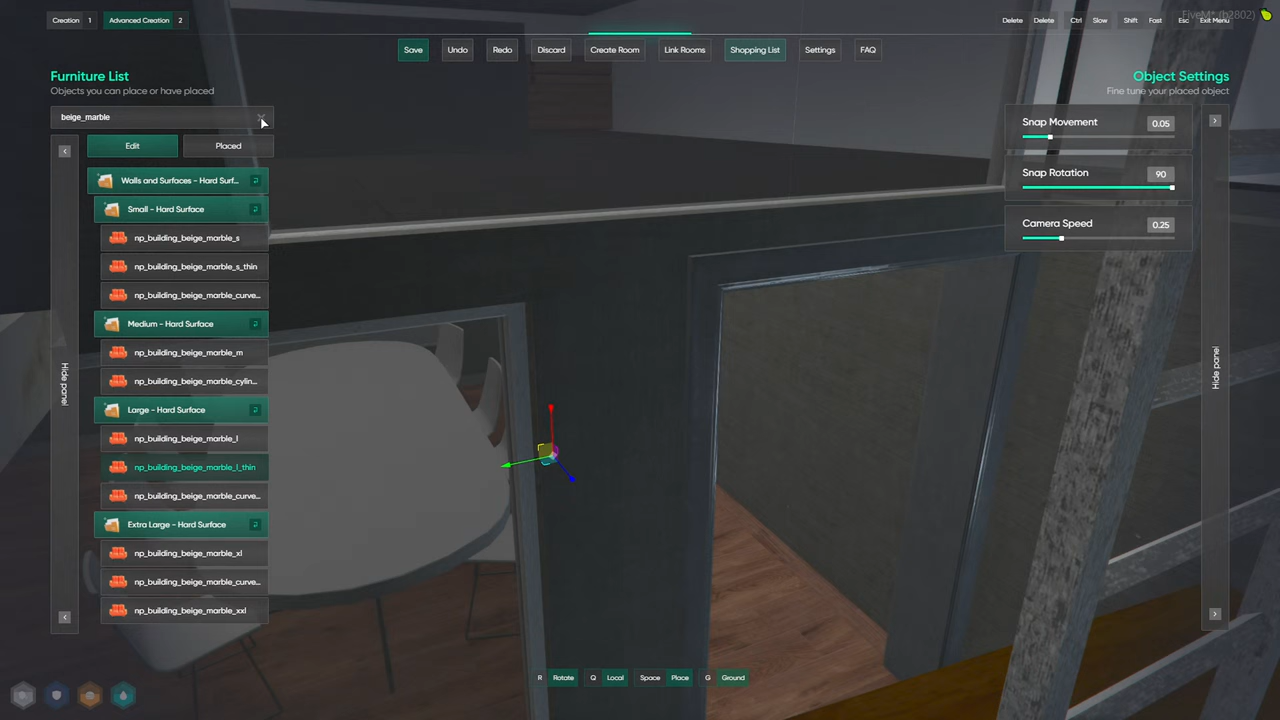 Creation 1 Advanced Creation 2
FiveM* (b2802)
Delete Delete Ctrl Slow Shift Fast Esc Exit Menu
Save Undo Redo Discard Create Room Link Rooms Shopping List Settings FAQ
Furniture List
Objects you can place or have placed
beige_marble
Edit Placed
Walls and Surfaces - Hard Surf...
Small - Hard Surface
np_building_beige_marble_s
np_building_beige_marble_s_thin
np_building_beige_marble_curve...
Medium - Hard Surface
np_building_beige_marble_m
np_building_beige_marble_cylin...
Large - Hard Surface
np_building_beige_marble_l
np_building_beige_marble_l_thin
np_building_beige_marble_curve...
Extra Large - Hard Surface
np_building_beige_marble_xl
np_building_beige_marble_curve...
np_building_beige_marble_xxl
Hide panel
Object Settings
Fine tune your placed object
Snap Movement 0.05
Snap Rotation 90
Camera Speed 0.25
Hide panel
R Rotate Q Local Space Place G Ground